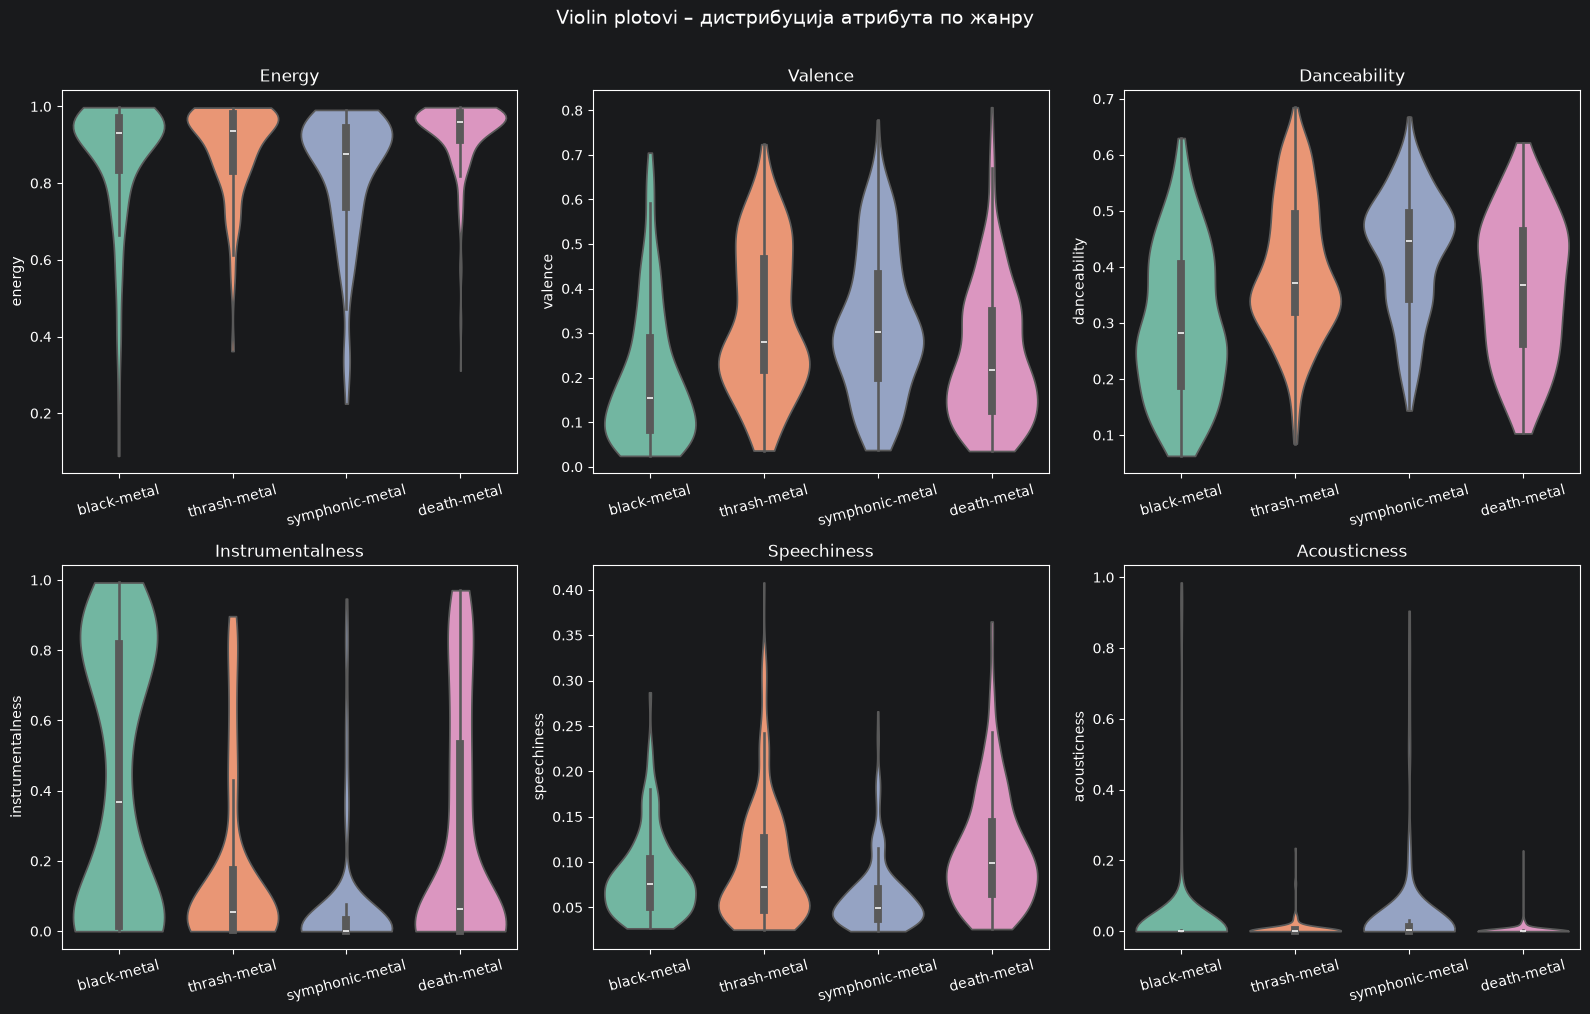 Violin plotovi – дистрибуција атрибута по жанру
Energy
energy
1.0
0.8
0.6
0.4
0.2
black-metal
thrash-metal
symphonic-metal
death-metal
Valence
valence
0.8
0.7
0.6
0.5
0.4
0.3
0.2
0.1
0.0
black-metal
thrash-metal
symphonic-metal
death-metal
Danceability
danceability
0.7
0.6
0.5
0.4
0.3
0.2
0.1
black-metal
thrash-metal
symphonic-metal
death-metal
Instrumentalness
instrumentalness
1.0
0.8
0.6
0.4
0.2
0.0
black-metal
thrash-metal
symphonic-metal
death-metal
Speechiness
speechiness
0.40
0.35
0.30
0.25
0.20
0.15
0.10
0.05
black-metal
thrash-metal
symphonic-metal
death-metal
Acousticness
acousticness
1.0
0.8
0.6
0.4
0.2
0.0
black-metal
thrash-metal
symphonic-metal
death-metal